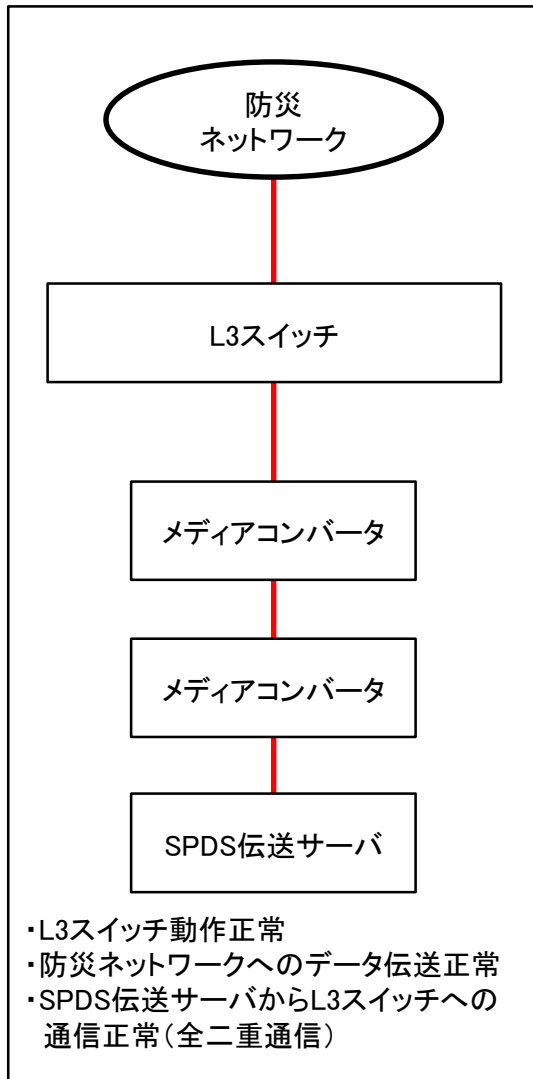 防災
ネットワーク
L3スイッチ
メディアコンバータ
メディアコンバータ
SPDS伝送サーバ
・L3スイッチ動作正常
・防災ネットワークへのデータ伝送正常
・SPDS伝送サーバからL3スイッチへの
通信正常(全二重通信)